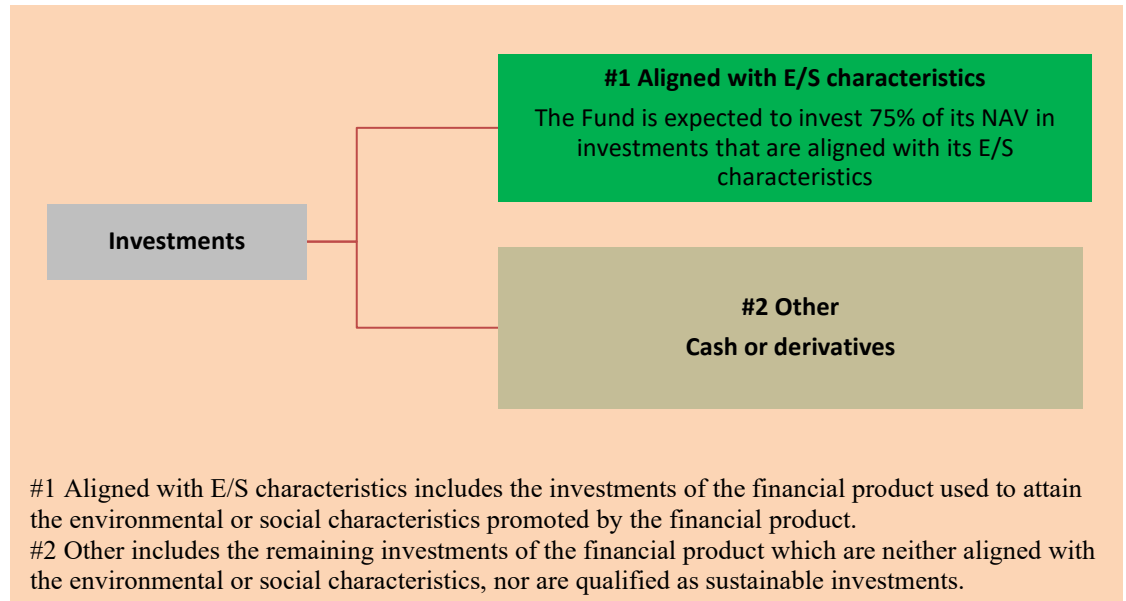 #1 Aligned with E/S characteristics
The Fund is expected to invest 75% of its NAV in
investments that are aligned with its E/S
characteristics
Investments
#2 Other
Cash or derivatives
#1 Aligned with E/S characteristics includes the investments of the financial product used to attain
the environmental or social characteristics promoted by the financial product.
#2 Other includes the remaining investments of the financial product which are neither aligned with
the environmental or social characteristics, nor are qualified as sustainable investments.